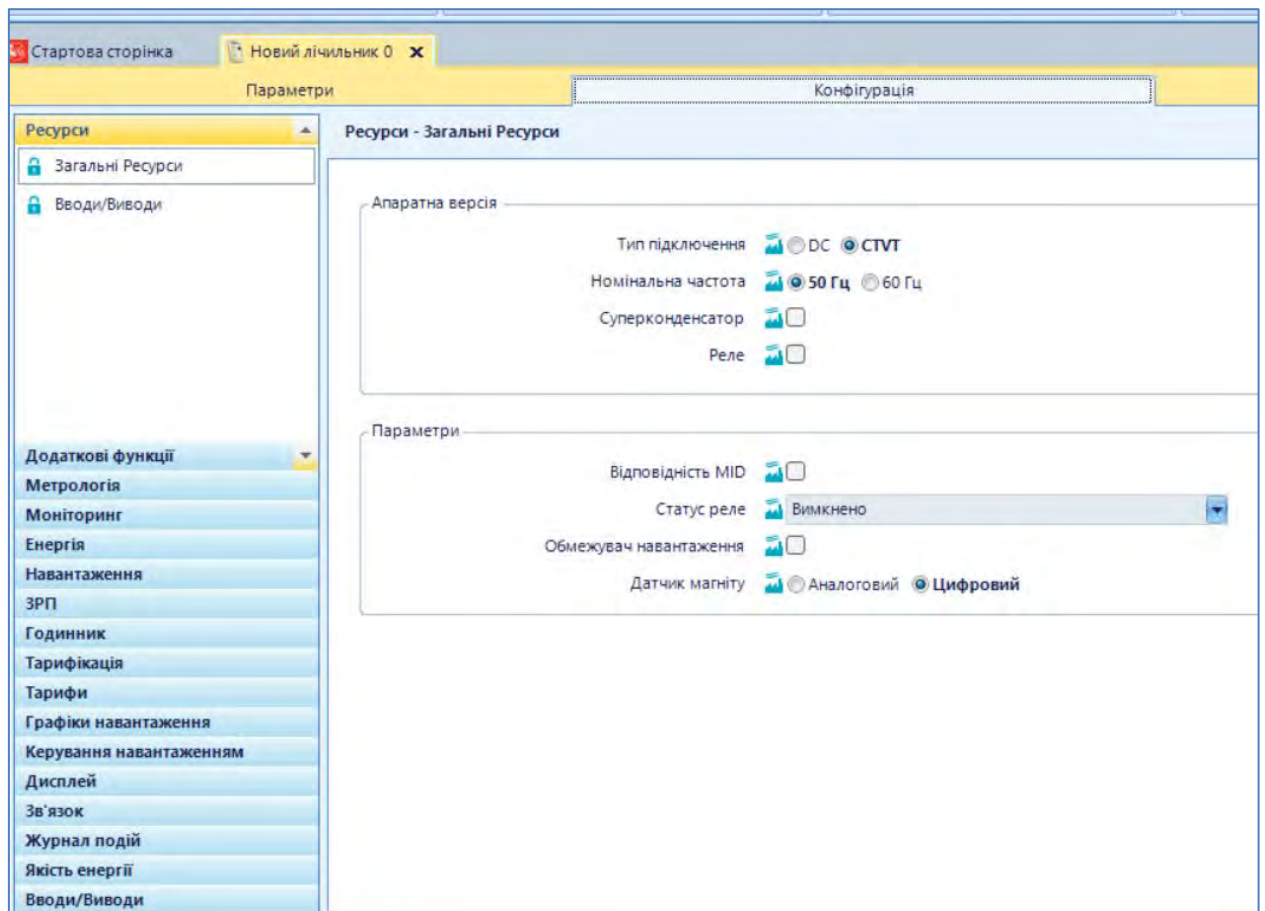 Стартова сторінка
Новий лічильник 0
Параметри
Конфігурація
Ресурси
Загальні Ресурси
Вводи/Виводи
Ресурси - Загальні Ресурси
Апаратна версія
Тип підключення DC CTVT
Номінальна частота 50 Гц 60 Гц
Суперконденсатор
Реле
Параметри
Відповідність MID
Статус реле Вимкнено
Обмежувач навантаження
Датчик магніту Аналоговий Цифровий
Додаткові функції
Метрологія
Моніторинг
Енергія
Навантаження
ЗРП
Годинник
Тарифікація
Тарифи
Графіки навантаження
Керування навантаженням
Дисплей
Зв'язок
Журнал подій
Якість енергії
Вводи/Виводи